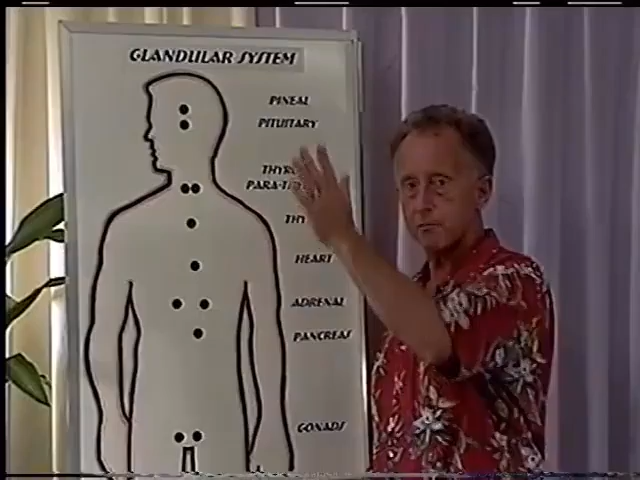 GLANDULAR SYSTEM
PINEAL
PITUITARY
HEART
ADRENAL
PANCREAS
GONADS